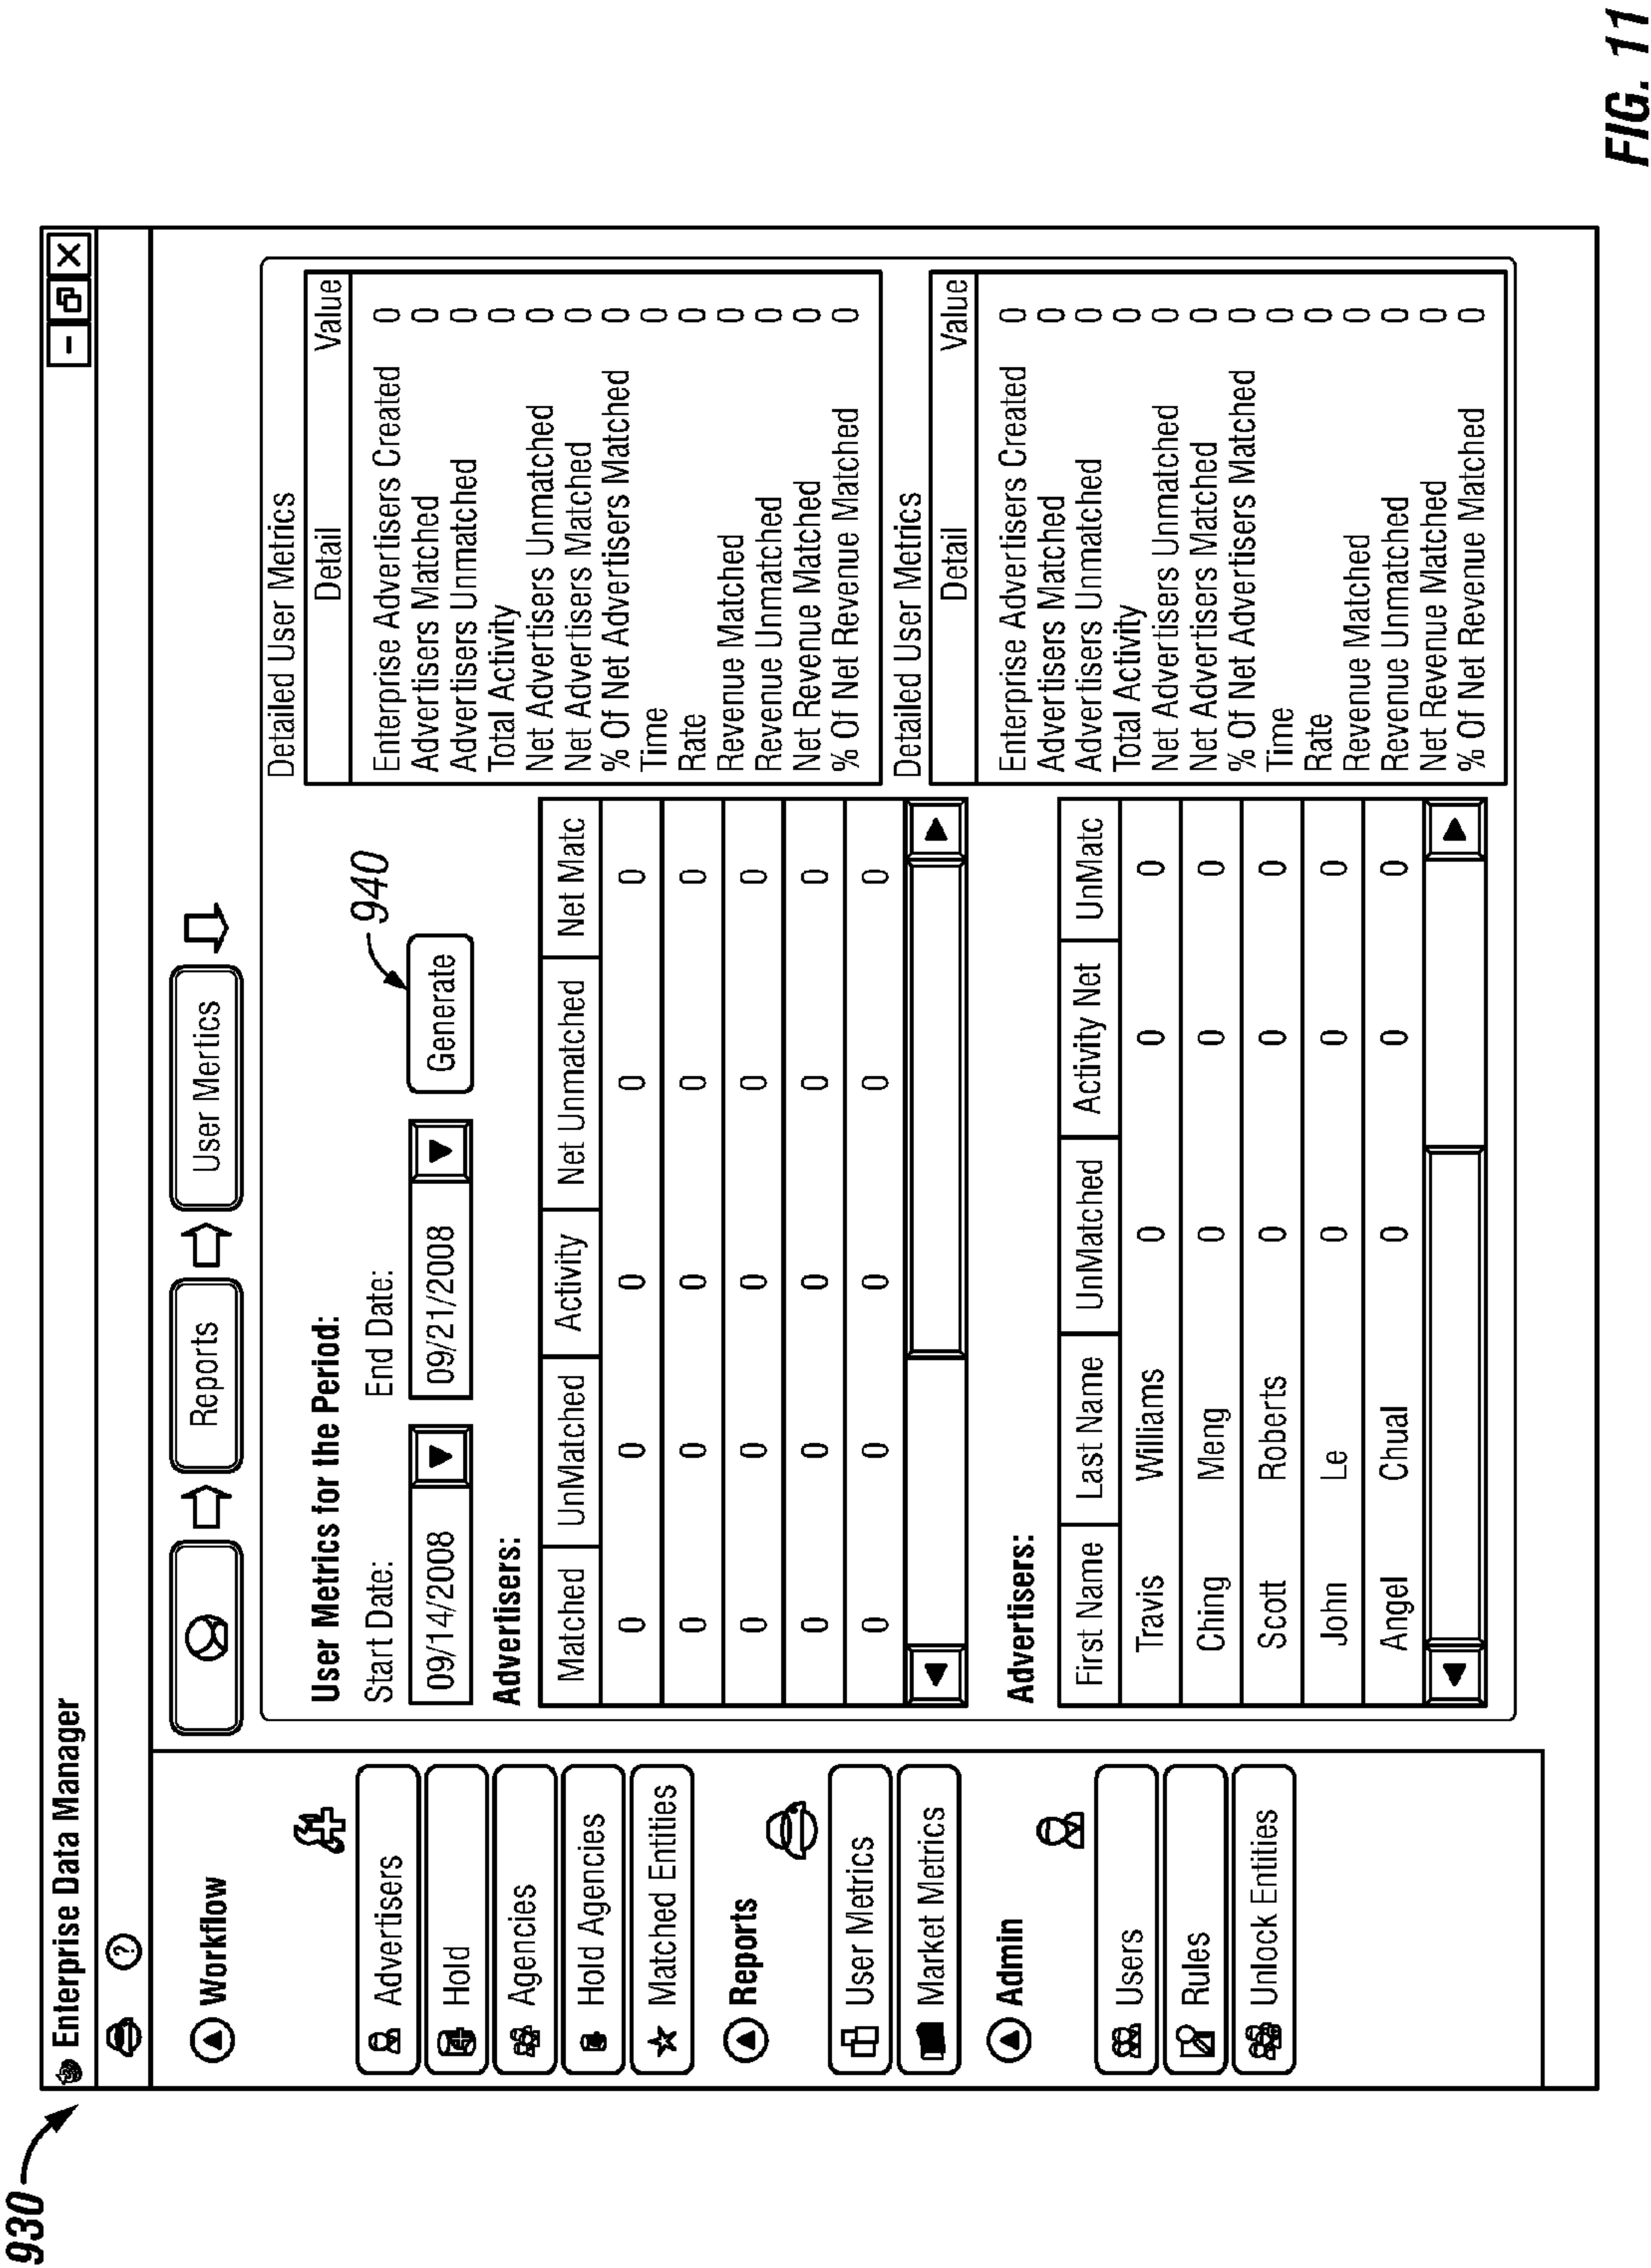 930
Enterprise Data Manager
?
Workflow
Advertisers
Hold
Agencies
Hold Agencies
Matched Entities
Reports
User Metrics
Market Metrics
Admin
Users
Rules
Unlock Entities
Reports
User Mertics
User Metrics for the Period:
Start Date: End Date:
09/14/2008 09/21/2008 Generate
940
Advertisers:
Matched UnMatched Activity Net Unmatched Net Matc
0 0 0 0 0
0 0 0 0 0
0 0 0 0 0
0 0 0 0 0
0 0 0 0 0
Advertisers:
First Name Last Name UnMatched Activity Net UnMatc
Travis Williams 0 0 0
Ching Meng 0 0 0
Scott Roberts 0 0 0
John Le 0 0 0
Angel Chual 0 0 0
Detailed User Metrics
Detail Value
Enterprise Advertisers Created 0
Advertisers Matched 0
Advertisers Unmatched 0
Total Activity 0
Net Advertisers Unmatched 0
Net Advertisers Matched 0
% Of Net Advertisers Matched 0
Time 0
Rate 0
Revenue Matched 0
Revenue Unmatched 0
Net Revenue Matched 0
% Of Net Revenue Matched 0
Detailed User Metrics
Detail Value
Enterprise Advertisers Created 0
Advertisers Matched 0
Advertisers Unmatched 0
Total Activity 0
Net Advertisers Unmatched 0
Net Advertisers Matched 0
% Of Net Advertisers Matched 0
Time 0
Rate 0
Revenue Matched 0
Revenue Unmatched 0
Net Revenue Matched 0
% Of Net Revenue Matched 0
FIG. 11